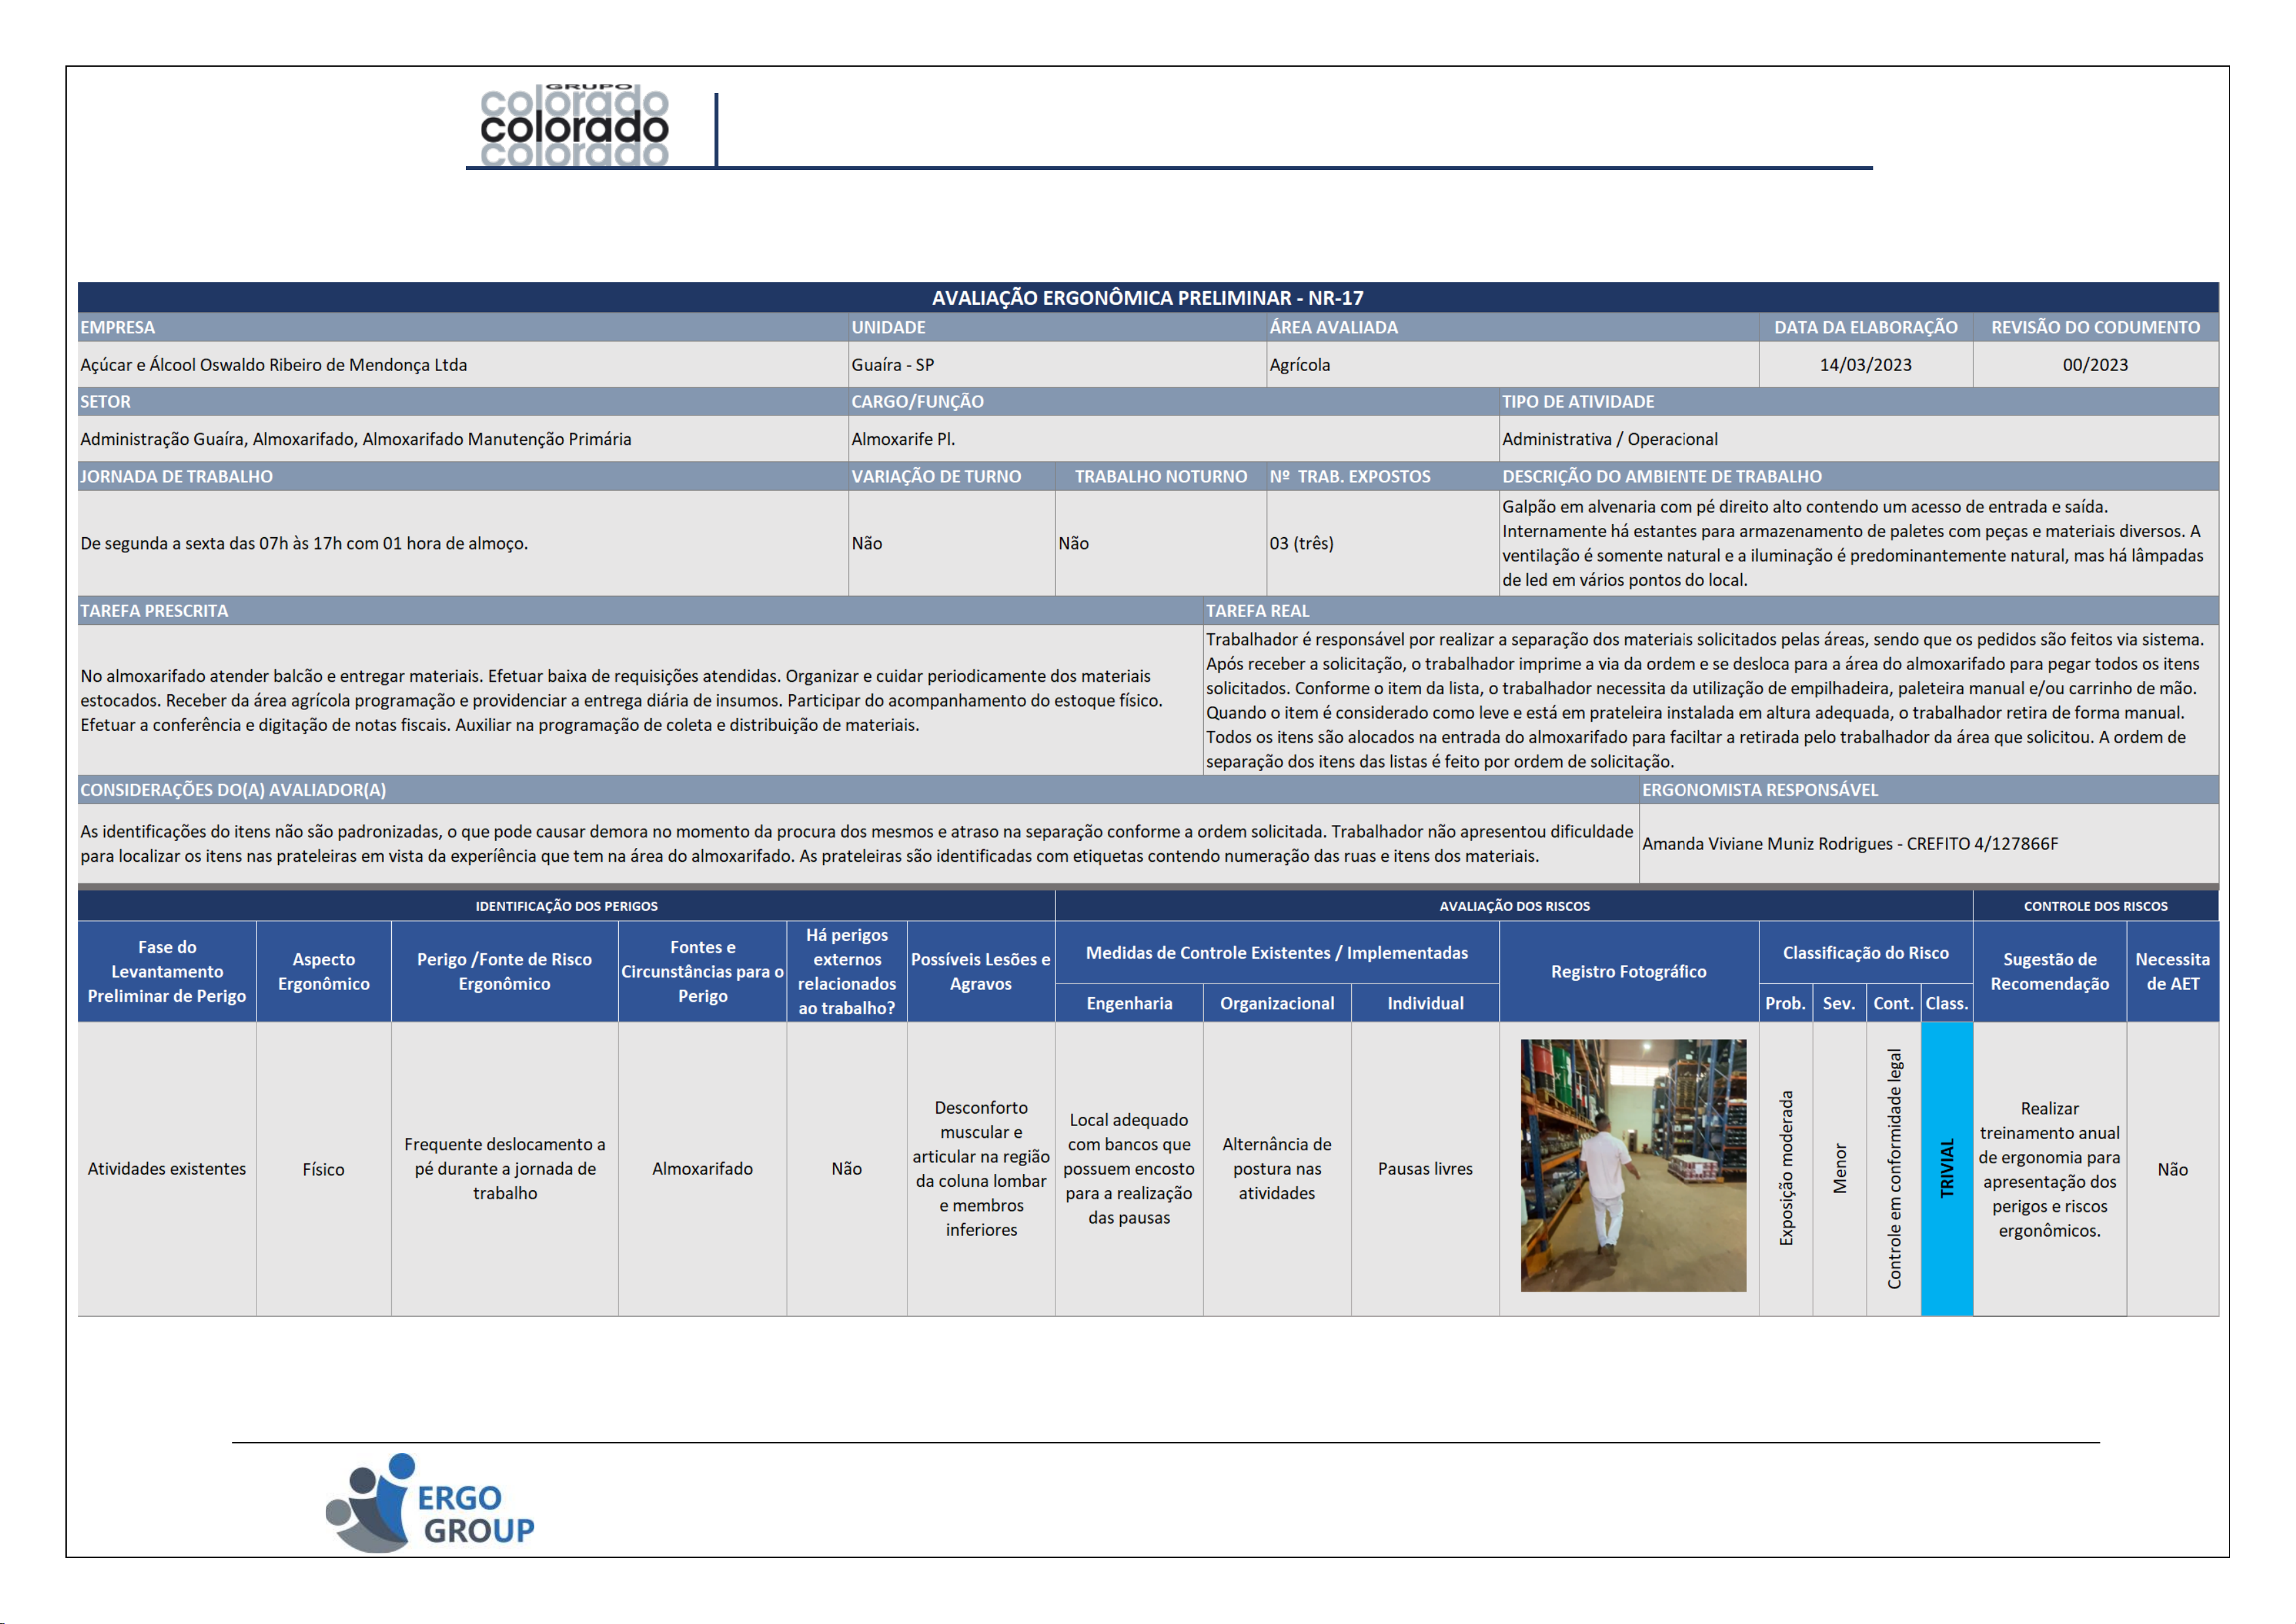 GRUPO
colorado
colorado
colorado
AVALIAÇÃO ERGONÔMICA PRELIMINAR - NR-17
EMPRESA UNIDADE ÁREA AVALIADA DATA DA ELABORAÇÃO REVISÃO DO CODUMENTO
Açúcar e Álcool Oswaldo Ribeiro de Mendonça Ltda Guaíra - SP Agrícola 14/03/2023 00/2023
SETOR CARGO/FUNÇÃO TIPO DE ATIVIDADE
Administração Guaíra, Almoxarifado, Almoxarifado Manutenção Primária Almoxarife Pl. Administrativa / Operacional
JORNADA DE TRABALHO VARIAÇÃO DE TURNO TRABALHO NOTURNO Nº TRAB. EXPOSTOS DESCRIÇÃO DO AMBIENTE DE TRABALHO
De segunda a sexta das 07h às 17h com 01 hora de almoço. Não Não 03 (três)
Galpão em alvenaria com pé direito alto contendo um acesso de entrada e saída.
Internamente há estantes para armazenamento de paletes com peças e materiais diversos. A
ventilação é somente natural e a iluminação é predominantemente natural, mas há lâmpadas
de led em vários pontos do local.
TAREFA PRESCRITA
No almoxarifado atender balcão e entregar materiais. Efetuar baixa de requisições atendidas. Organizar e cuidar periodicamente dos materiais
estocados. Receber da área agrícola programação e providenciar a entrega diária de insumos. Participar do acompanhamento do estoque físico.
Efetuar a conferência e digitação de notas fiscais. Auxiliar na programação de coleta e distribuição de materiais.
TAREFA REAL
Trabalhador é responsável por realizar a separação dos materiais solicitados pelas áreas, sendo que os pedidos são feitos via sistema.
Após receber a solicitação, o trabalhador imprime a via da ordem e se desloca para a área do almoxarifado para pegar todos os itens
solicitados. Conforme o item da lista, o trabalhador necessita da utilização de empilhadeira, paleteira manual e/ou carrinho de mão.
Quando o item é considerado como leve e está em prateleira instalada em altura adequada, o trabalhador retira de forma manual.
Todos os itens são alocados na entrada do almoxarifado para faciltar a retirada pelo trabalhador da área que solicitou. A ordem de
separação dos itens das listas é feito por ordem de solicitação.
CONSIDERAÇÕES DO(A) AVALIADOR(A)
As identificações do itens não são padronizadas, o que pode causar demora no momento da procura dos mesmos e atraso na separação conforme a ordem solicitada. Trabalhador não apresentou dificuldade
para localizar os itens nas prateleiras em vista da experiência que tem na área do almoxarifado. As prateleiras são identificadas com etiquetas contendo numeração das ruas e itens dos materiais.
ERGONOMISTA RESPONSÁVEL
Amanda Viviane Muniz Rodrigues - CREFITO 4/127866F
IDENTIFICAÇÃO DOS PERIGOS AVALIAÇÃO DOS RISCOS CONTROLE DOS RISCOS
Fase do
Levantamento
Preliminar de Perigo
Aspecto
Ergonômico
Perigo /Fonte de Risco
Ergonômico
Fontes e
Circunstâncias para o
Perigo
Há perigos
externos
relacionados
ao trabalho?
Possíveis Lesões e
Agravos
Medidas de Controle Existentes / Implementadas
Engenharia Organizacional Individual
Registro Fotográfico
Classificação do Risco
Prob. Sev. Cont. Class.
Sugestão de
Recomendação
Necessita
de AET
Atividades existentes
Físico
Frequente deslocamento a
pé durante a jornada de
trabalho
Almoxarifado
Não
Desconforto
muscular e
articular na região
da coluna lombar
e membros
inferiores
Local adequado
com bancos que
possuem encosto
para a realização
das pausas
Alternância de
postura nas
atividades
Pausas livres
Exposição moderada
Menor
Controle em conformidade legal
TRIVIAL
Realizar
treinamento anual
de ergonomia para
apresentação dos
perigos e riscos
ergonômicos.
Não
ERGO
GROUP